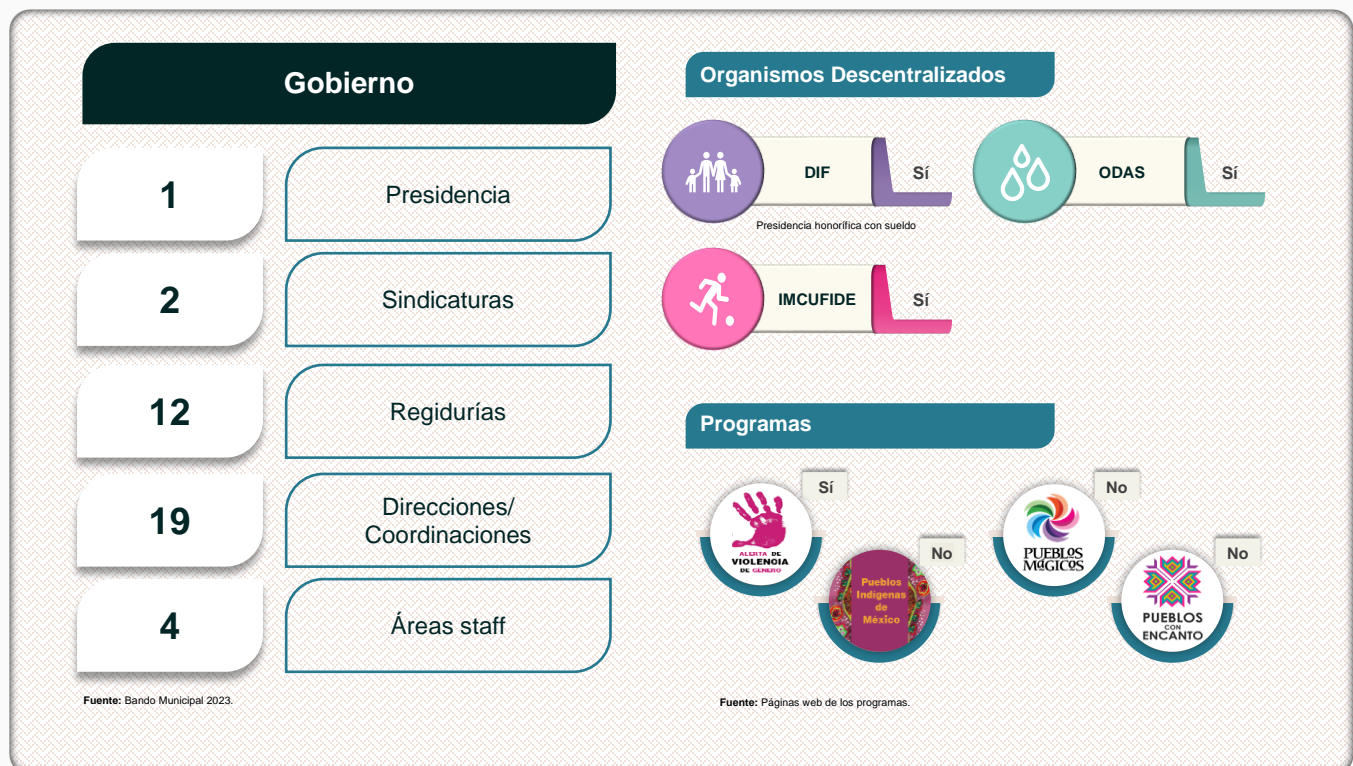 Gobierno
1
Presidencia
2
Sindicaturas
12
Regidurías
19
Direcciones/
Coordinaciones
4
Áreas staff
Fuente: Bando Municipal 2023.
Organismos Descentralizados
DIF
Sí
Presidencia honorífica con sueldo
ODAS
Sí
IMCUFIDE
Sí
Programas
Sí
ALERTA DE
VIOLENCIA
DE GÉNERO
No
Pueblos
Indígenas
de
México
No
PUEBLOS
MáGICOS
No
PUEBLOS
CON
ENCANTO
Fuente: Páginas web de los programas.